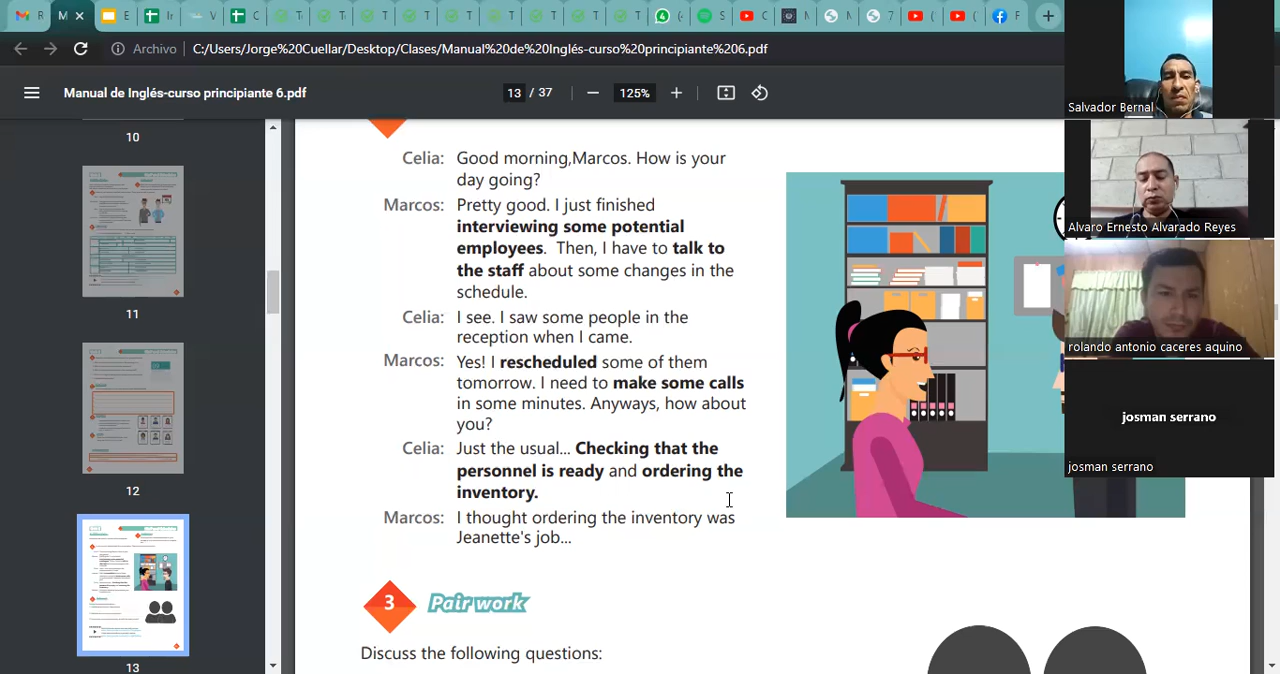 Archivo C:/Users/Jorge%20Cuellar/Desktop/Clases/Manual%20de%20Inglés-curso%20principiante%206.pdf
Manual de Inglés-curso principiante 6.pdf
13 / 37
125%
10
11
12
13
Celia: Good morning,Marcos. How is your
day going?
Marcos: Pretty good. I just finished
interviewing some potential
employees. Then, I have to talk to
the staff about some changes in the
schedule.
Celia: I see. I saw some people in the
reception when I came.
Marcos: Yes! I rescheduled some of them
tomorrow. I need to make some calls
in some minutes. Anyways, how about
you?
Celia: Just the usual... Checking that the
personnel is ready and ordering the
inventory.
Marcos: I thought ordering the inventory was
Jeanette's job...
3 Pair work
Discuss the following questions:
Salvador Bernal
Alvaro Ernesto Alvarado Reyes
rolando antonio caceres aquino
josman serrano
josman serrano